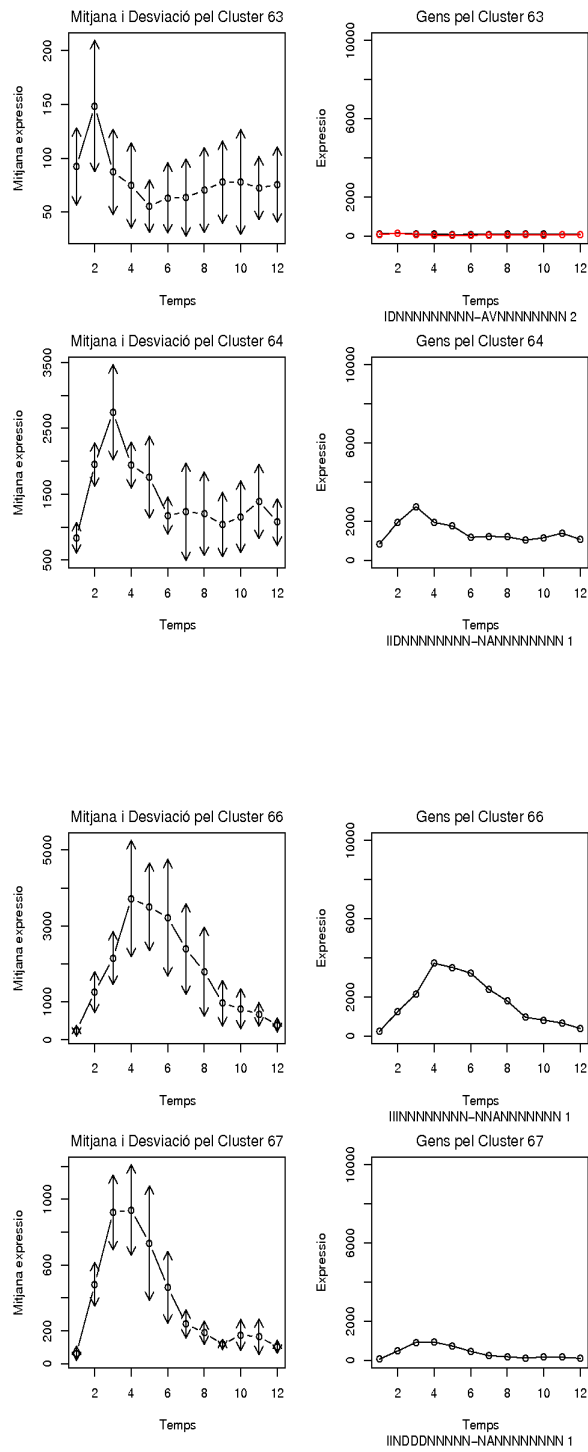 Mitjana i Desviació pel Cluster 63
Mitjana expressio
50 100 150 200
2 4 6 8 10 12
Temps
Gens pel Cluster 63
Expressio
0 2000 6000 10000
2 4 6 8 10 12
Temps
IDNNNNNNNNN−AVNNNNNNNN 2
Mitjana i Desviació pel Cluster 64
Mitjana expressio
500 1500 2500 3500
2 4 6 8 10 12
Temps
Gens pel Cluster 64
Expressio
0 2000 6000 10000
2 4 6 8 10 12
Temps
IIDNNNNNNNN−NANNNNNNNN 1
Mitjana i Desviació pel Cluster 66
Mitjana expressio
0 1000 3000 5000
2 4 6 8 10 12
Temps
Gens pel Cluster 66
Expressio
0 2000 6000 10000
2 4 6 8 10 12
Temps
IIINNNNNNNN−NNANNNNNNN 1
Mitjana i Desviació pel Cluster 67
Mitjana expressio
0 200 600 1000
2 4 6 8 10 12
Temps
Gens pel Cluster 67
Expressio
0 2000 6000 10000
2 4 6 8 10 12
Temps
IINDDDNNNNN−NANNNNNNNN 1